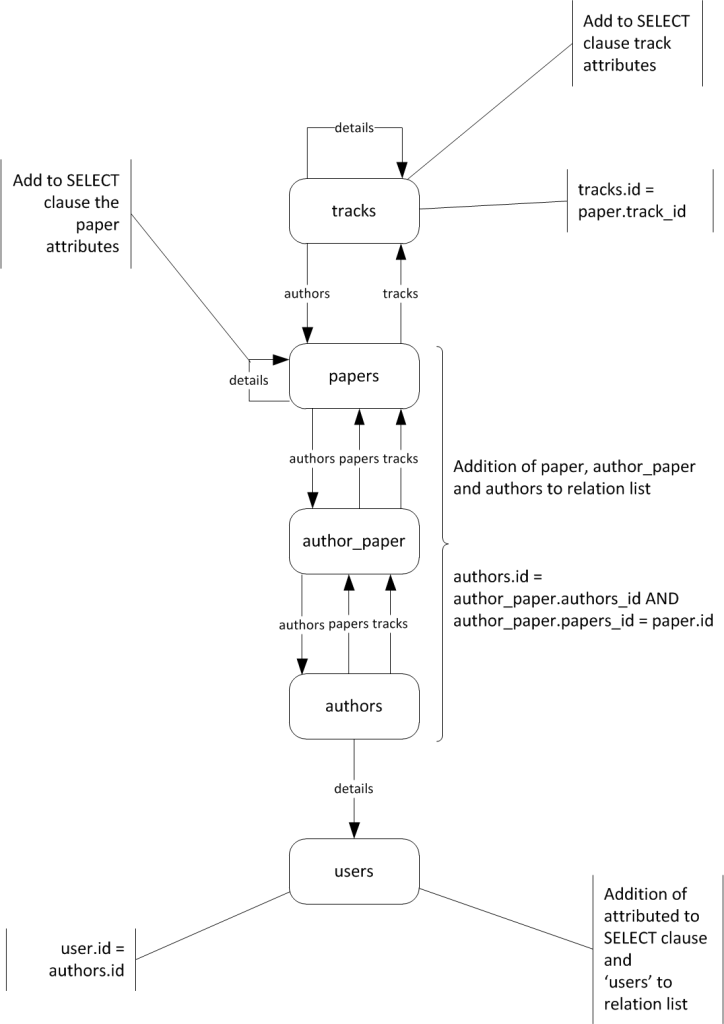 Add to SELECT
clause track
attributes
details
Add to SELECT
clause the
paper
attributes
tracks
tracks.id =
paper.track_id
authors
tracks
papers
details
authors papers tracks
Addition of paper, author_paper
and authors to relation list
author_paper
authors.id =
author_paper.authors_id AND
author_paper.papers_id = paper.id
authors papers tracks
authors
details
users
Addition of
attributed to
SELECT clause
and
‘users’ to
relation list
user.id =
authors.id